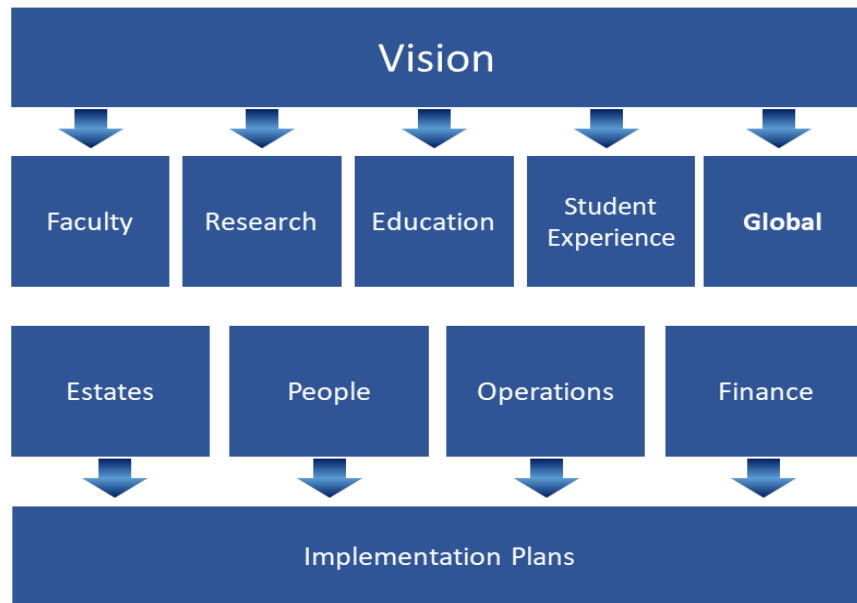 Vision
Faculty
Research
Education
Student
Experience
Global
Estates
People
Operations
Finance
Implementation Plans